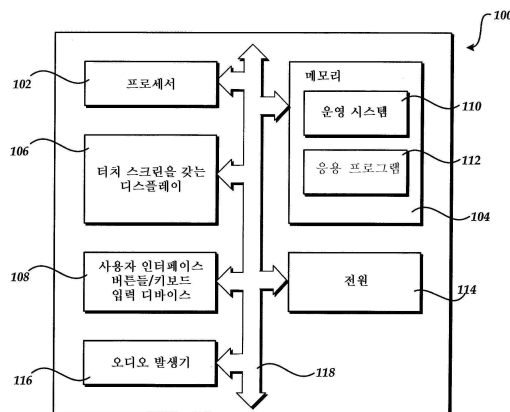 100
102
프로세서
메모리
운영 시스템
110
106
터치 스크린을 갖는
디스플레이
응용 프로그램
112
104
108
사용자 인터페이스
버튼들/키보드
입력 디바이스
전원
114
오디오 발생기
116
118